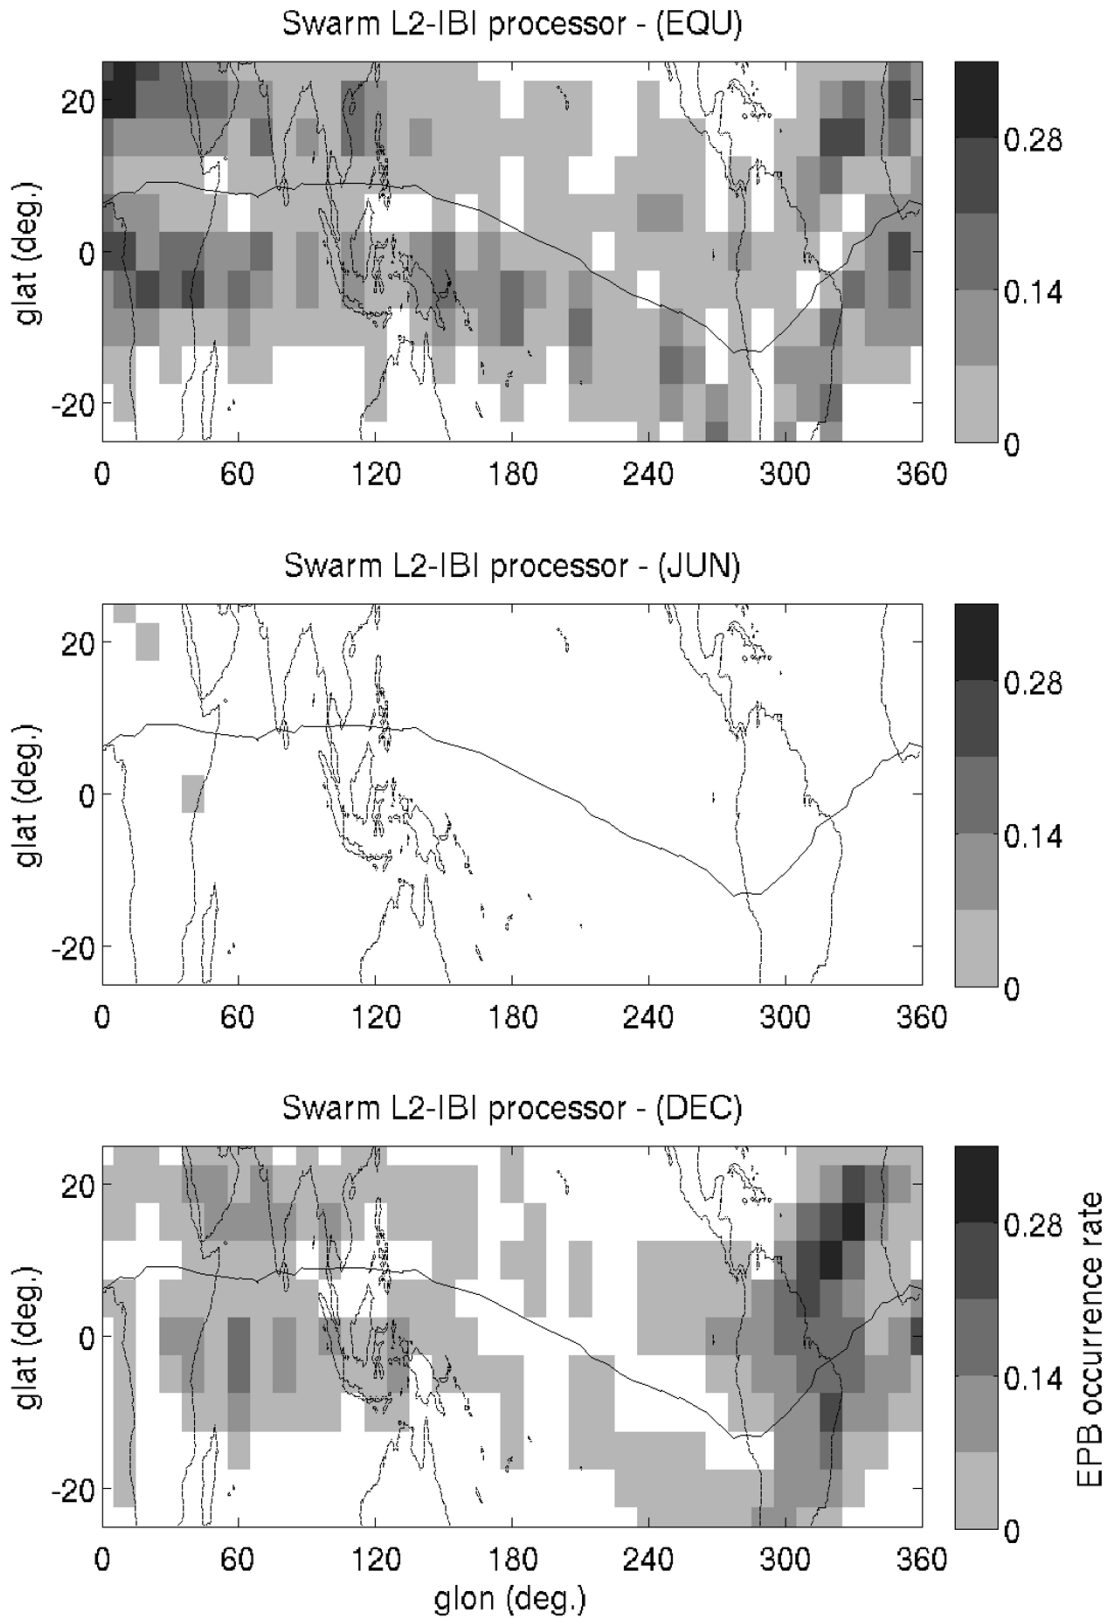 Swarm L2-IBI processor - (EQU)
glat (deg.)
20
0
-20
0 60 120 180 240 300 360
0.28
0.14
0
Swarm L2-IBI processor - (JUN)
glat (deg.)
20
0
-20
0 60 120 180 240 300 360
0.28
0.14
0
Swarm L2-IBI processor - (DEC)
glat (deg.)
20
0
-20
0 60 120 180 240 300 360
glon (deg.)
0.28
0.14
0
EPB occurrence rate